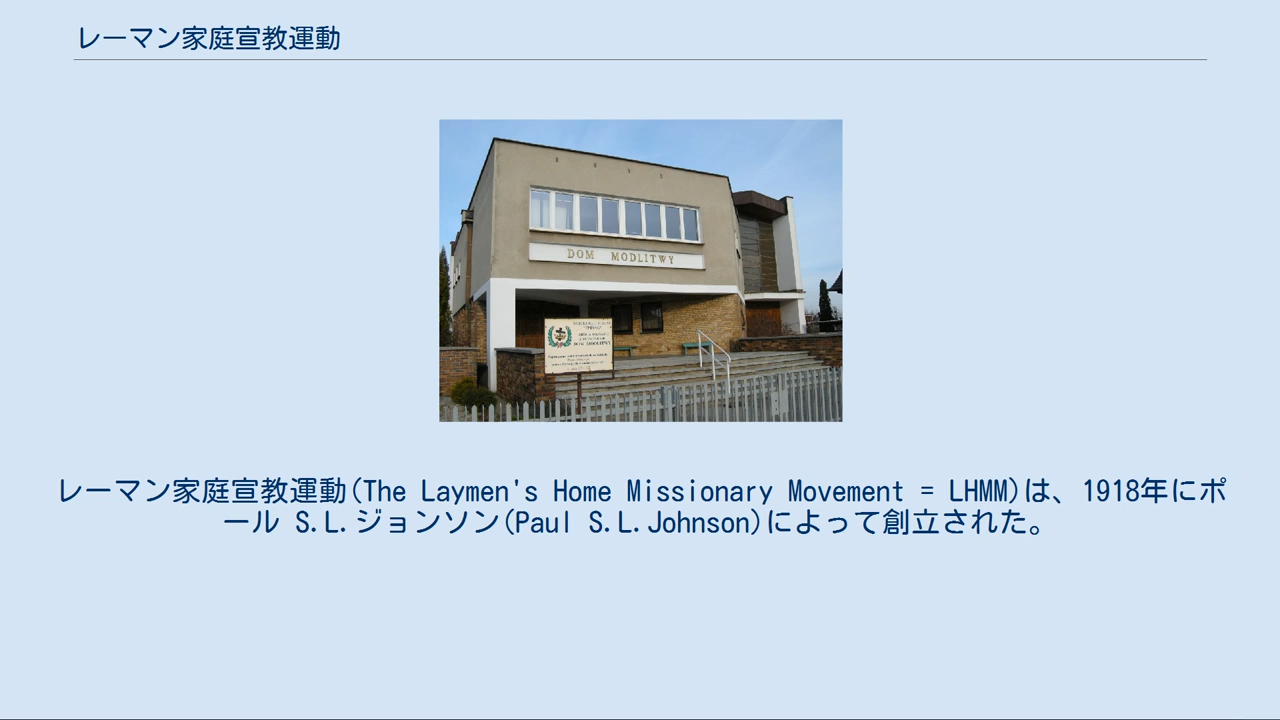 レーマン家庭宣教運動
DOM MODLITWY
DOM MODLITWY
レーマン家庭宣教運動(The Laymen's Home Missionary Movement = LHMM)は、1918年にポ
ール S.L.ジョンソン(Paul S.L.Johnson)によって創立された。